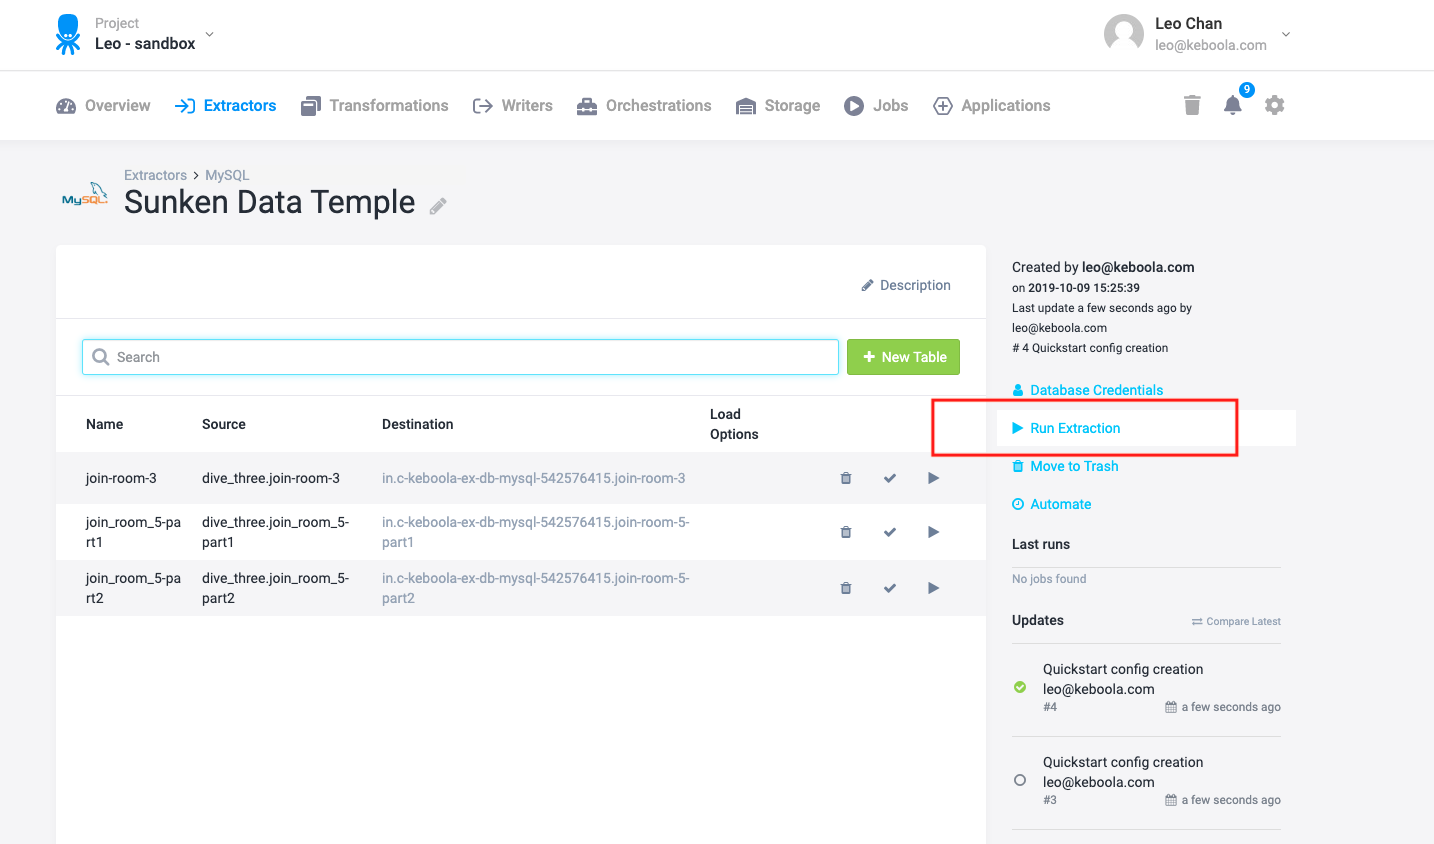 Project
Leo - sandbox
Leo Chan
leo@keboola.com
Overview
Extractors
Transformations
Writers
Orchestrations
Storage
Jobs
Applications
9
MySQL
Extractors > MySQL
Sunken Data Temple
Description
Search
+ New Table
Name
Source
Destination
Load
Options
join-room-3
dive_three.join-room-3
in.c-keboola-ex-db-mysql-542576415.join-room-3
join_room_5-pa
rt1
dive_three.join_room_5-
part1
in.c-keboola-ex-db-mysql-542576415.join-room-5-
part1
join_room_5-pa
rt2
dive_three.join_room_5-
part2
in.c-keboola-ex-db-mysql-542576415.join-room-5-
part2
Created by leo@keboola.com
on 2019-10-09 15:25:39
Last update a few seconds ago by
leo@keboola.com
# 4 Quickstart config creation
Database Credentials
Run Extraction
Move to Trash
Automate
Last runs
No jobs found
Updates
Compare Latest
Quickstart config creation
leo@keboola.com
#4
a few seconds ago
Quickstart config creation
leo@keboola.com
#3
a few seconds ago